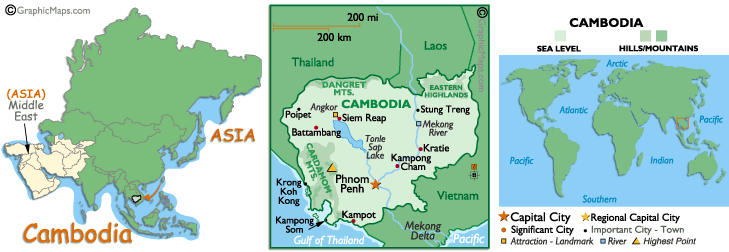 ©GraphicMaps.com
(ASIA)
Middle
East
ASIA
Cambodia
©GraphicMaps.com
200 mi
200 km
Laos
Thailand
DANGRET
MTS.
EASTERN
HIGHLANDS
CAMBODIA
Angkor
Siem Reap
Stung Treng
Poipet
Battambang
Mekong
River
Tonle
Sap
Lake
Kratie
CARDAMOM
MTS.
Kampong
Cham
Phnom
Penh
Krong
Koh
Kong
Vietnam
Kampong
Som
Kampot
Mekong
Delta
Gulf of Thailand
Pacific
CAMBODIA
SEA LEVEL
HILLS/MOUNTAINS
Arctic
Atlantic
Pacific
Pacific
Indian
Southern
Capital City
Regional Capital City
Significant City
Important City - Town
Attraction - Landmark
River
Highest Point